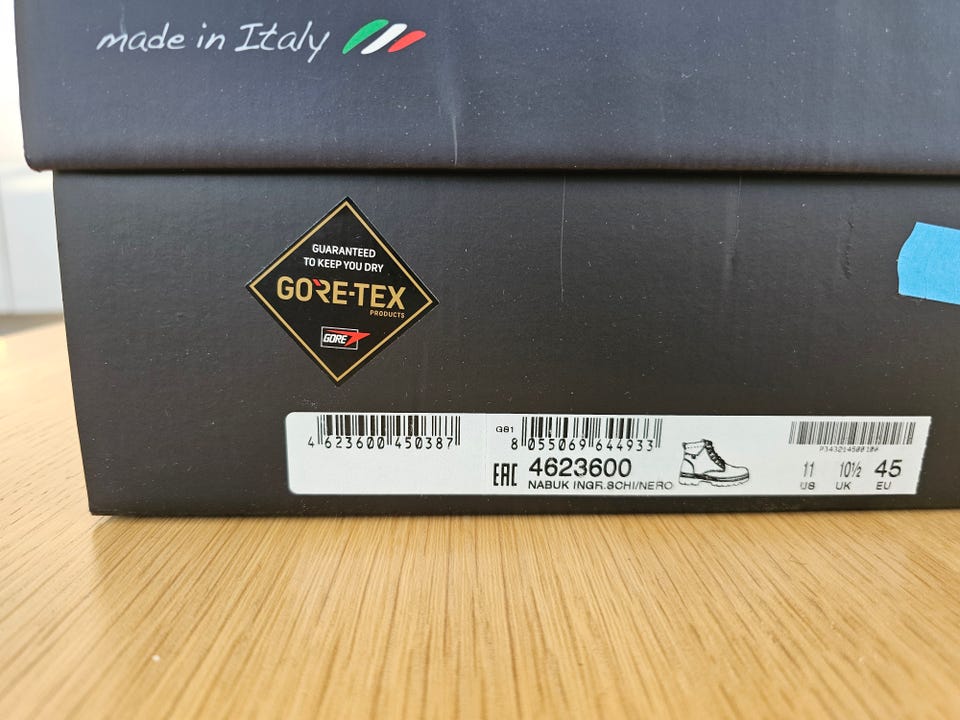 made in Italy
GUARANTEED
TO KEEP YOU DRY
GORE-TEX
PRODUCTS
GORE
4 623600 450387
G81
8 055069 644933
EAC 4623600
NABUK INGR.SCHI/NERO
11 10½ 45
US UK EU